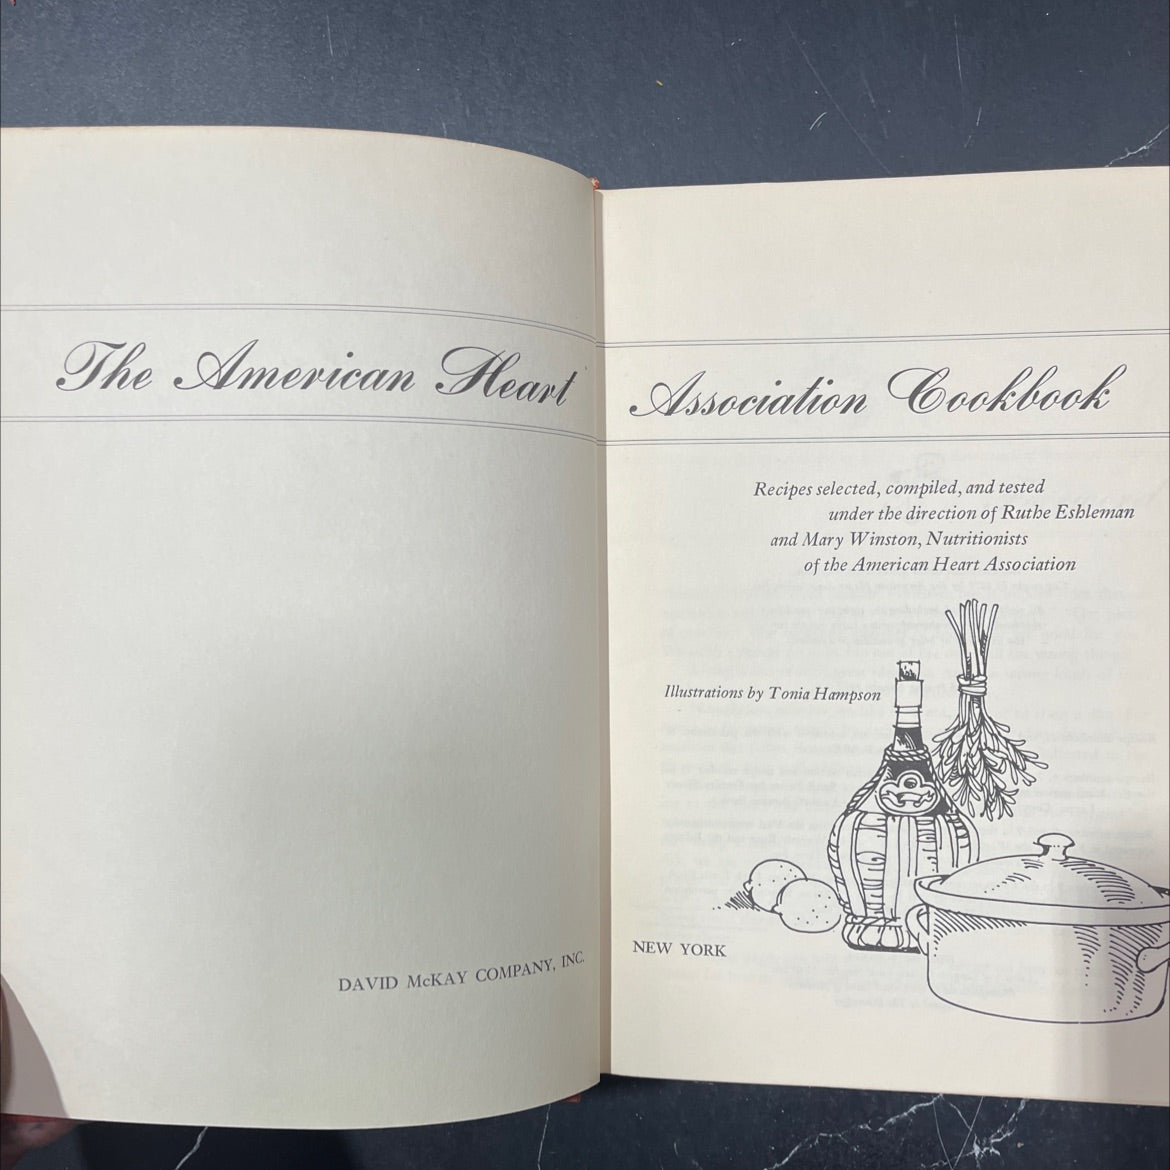 The American Heart Association Cookbook
Recipes selected, compiled, and tested
under the direction of Ruthe Eshleman
and Mary Winston, Nutritionists
of the American Heart Association
Illustrations by Tonia Hampson
DAVID McKAY COMPANY, INC.
NEW YORK